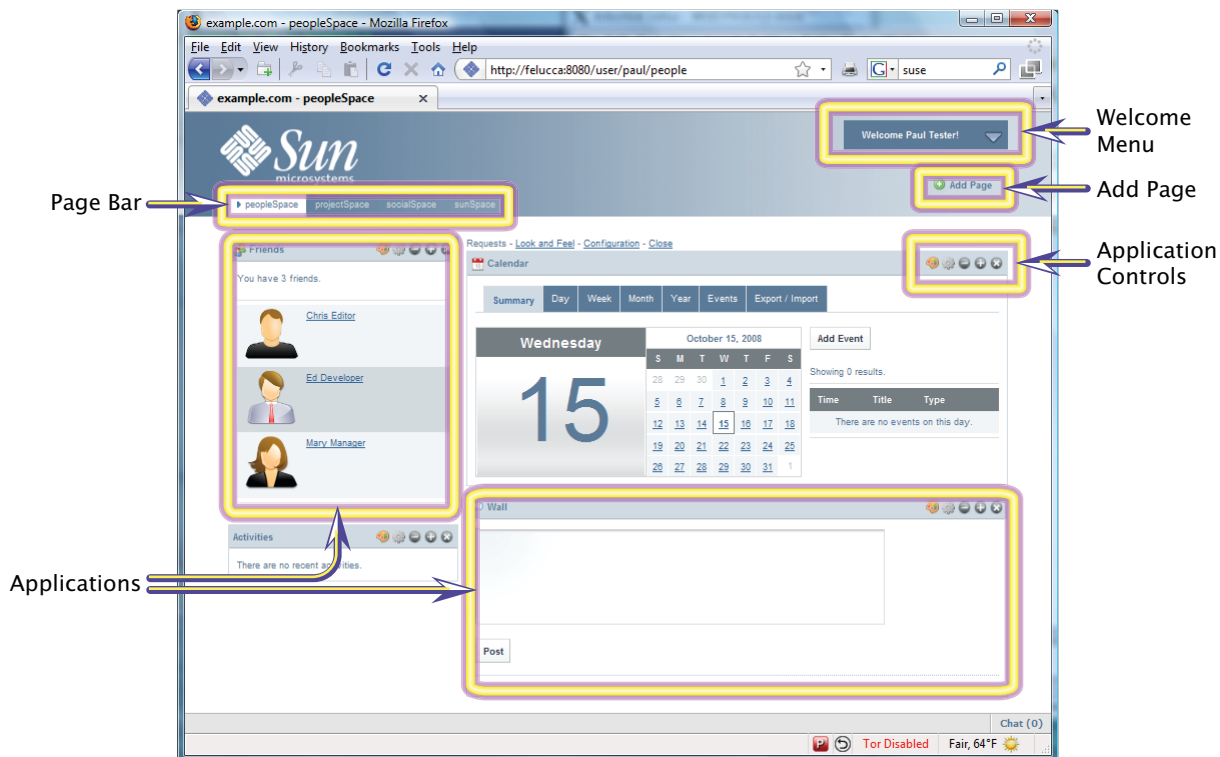 example.com - peopleSpace - Mozilla Firefox
File Edit View History Bookmarks Tools Help
http://felucca:8080/user/paul/people
G suse
example.com - peopleSpace x
Welcome Paul Tester!
Welcome
Menu
Sun
microsystems
Add Page
Add Page
Page Bar
peopleSpace projectSpace socialSpace sunSpace
Requests - Look and Feel - Configuration - Close
Friends
Calendar
Application
Controls
You have 3 friends.
Chris Editor
Ed Developer
Mary Manager
Summary Day Week Month Year Events Export / Import
Wednesday
15
October 15, 2008
S M T W T F S
28 29 30 1 2 3 4
5 6 7 8 9 10 11
12 13 14 15 16 17 18
19 20 21 22 23 24 25
26 27 28 29 30 31 1
Add Event
Showing 0 results.
Time Title Type
There are no events on this day.
Wall
Activities
There are no recent activities.
Applications
Post
Chat (0)
P Tor Disabled Fair, 64°F